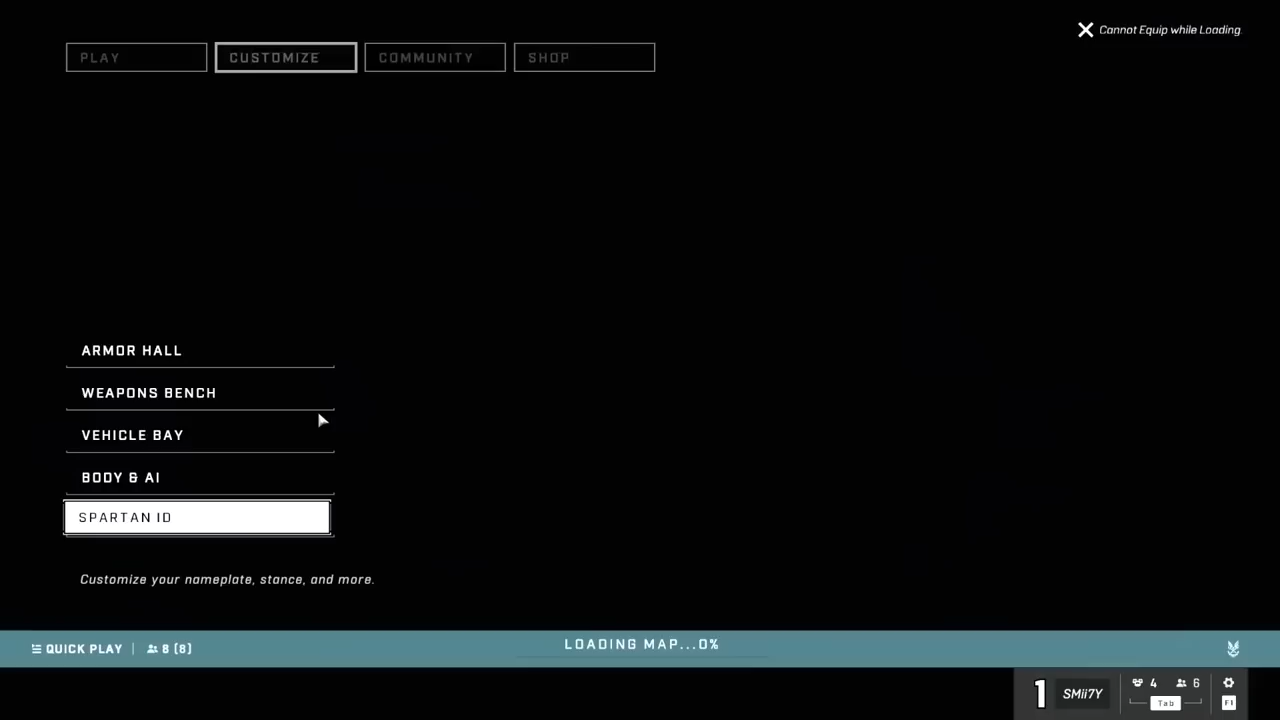 Cannot Equip while Loading
PLAY CUSTOMIZE COMMUNITY SHOP
ARMOR HALL
WEAPONS BENCH
VEHICLE BAY
BODY & AI
SPARTAN ID
Customize your nameplate, stance, and more.
QUICK PLAY | 8 (8) LOADING MAP...0%
1 SMii7Y 4 6
Tab F1